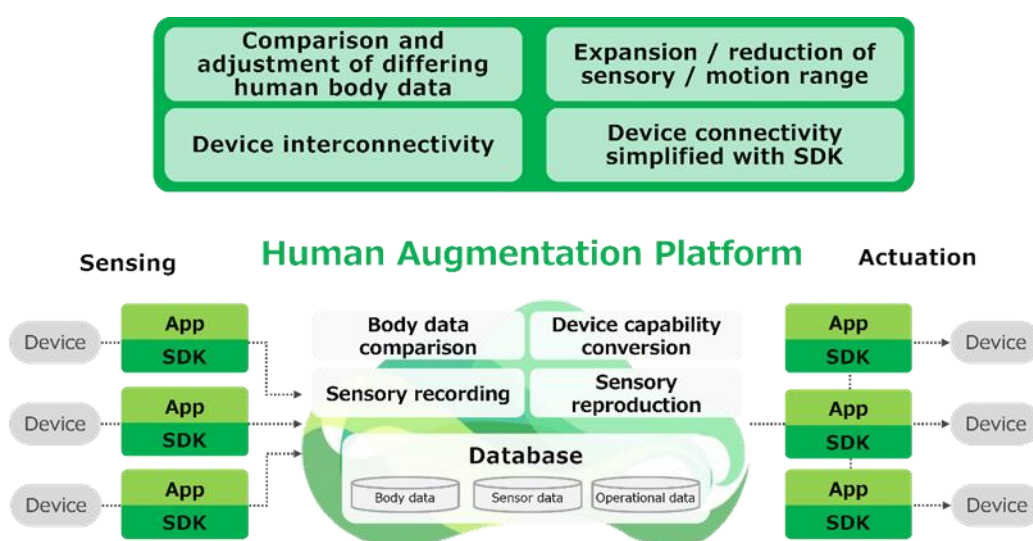 Comparison and
adjustment of differing
human body data
Expansion / reduction of
sensory / motion range
Device interconnectivity
Device connectivity
simplified with SDK
Sensing
Human Augmentation Platform
Actuation
Device
App
SDK
Device
App
SDK
Device
App
SDK
Body data
comparison
Device capability
conversion
Sensory recording
Sensory
reproduction
Database
Body data
Sensor data
Operational data
App
SDK
Device
App
SDK
Device
App
SDK
Device